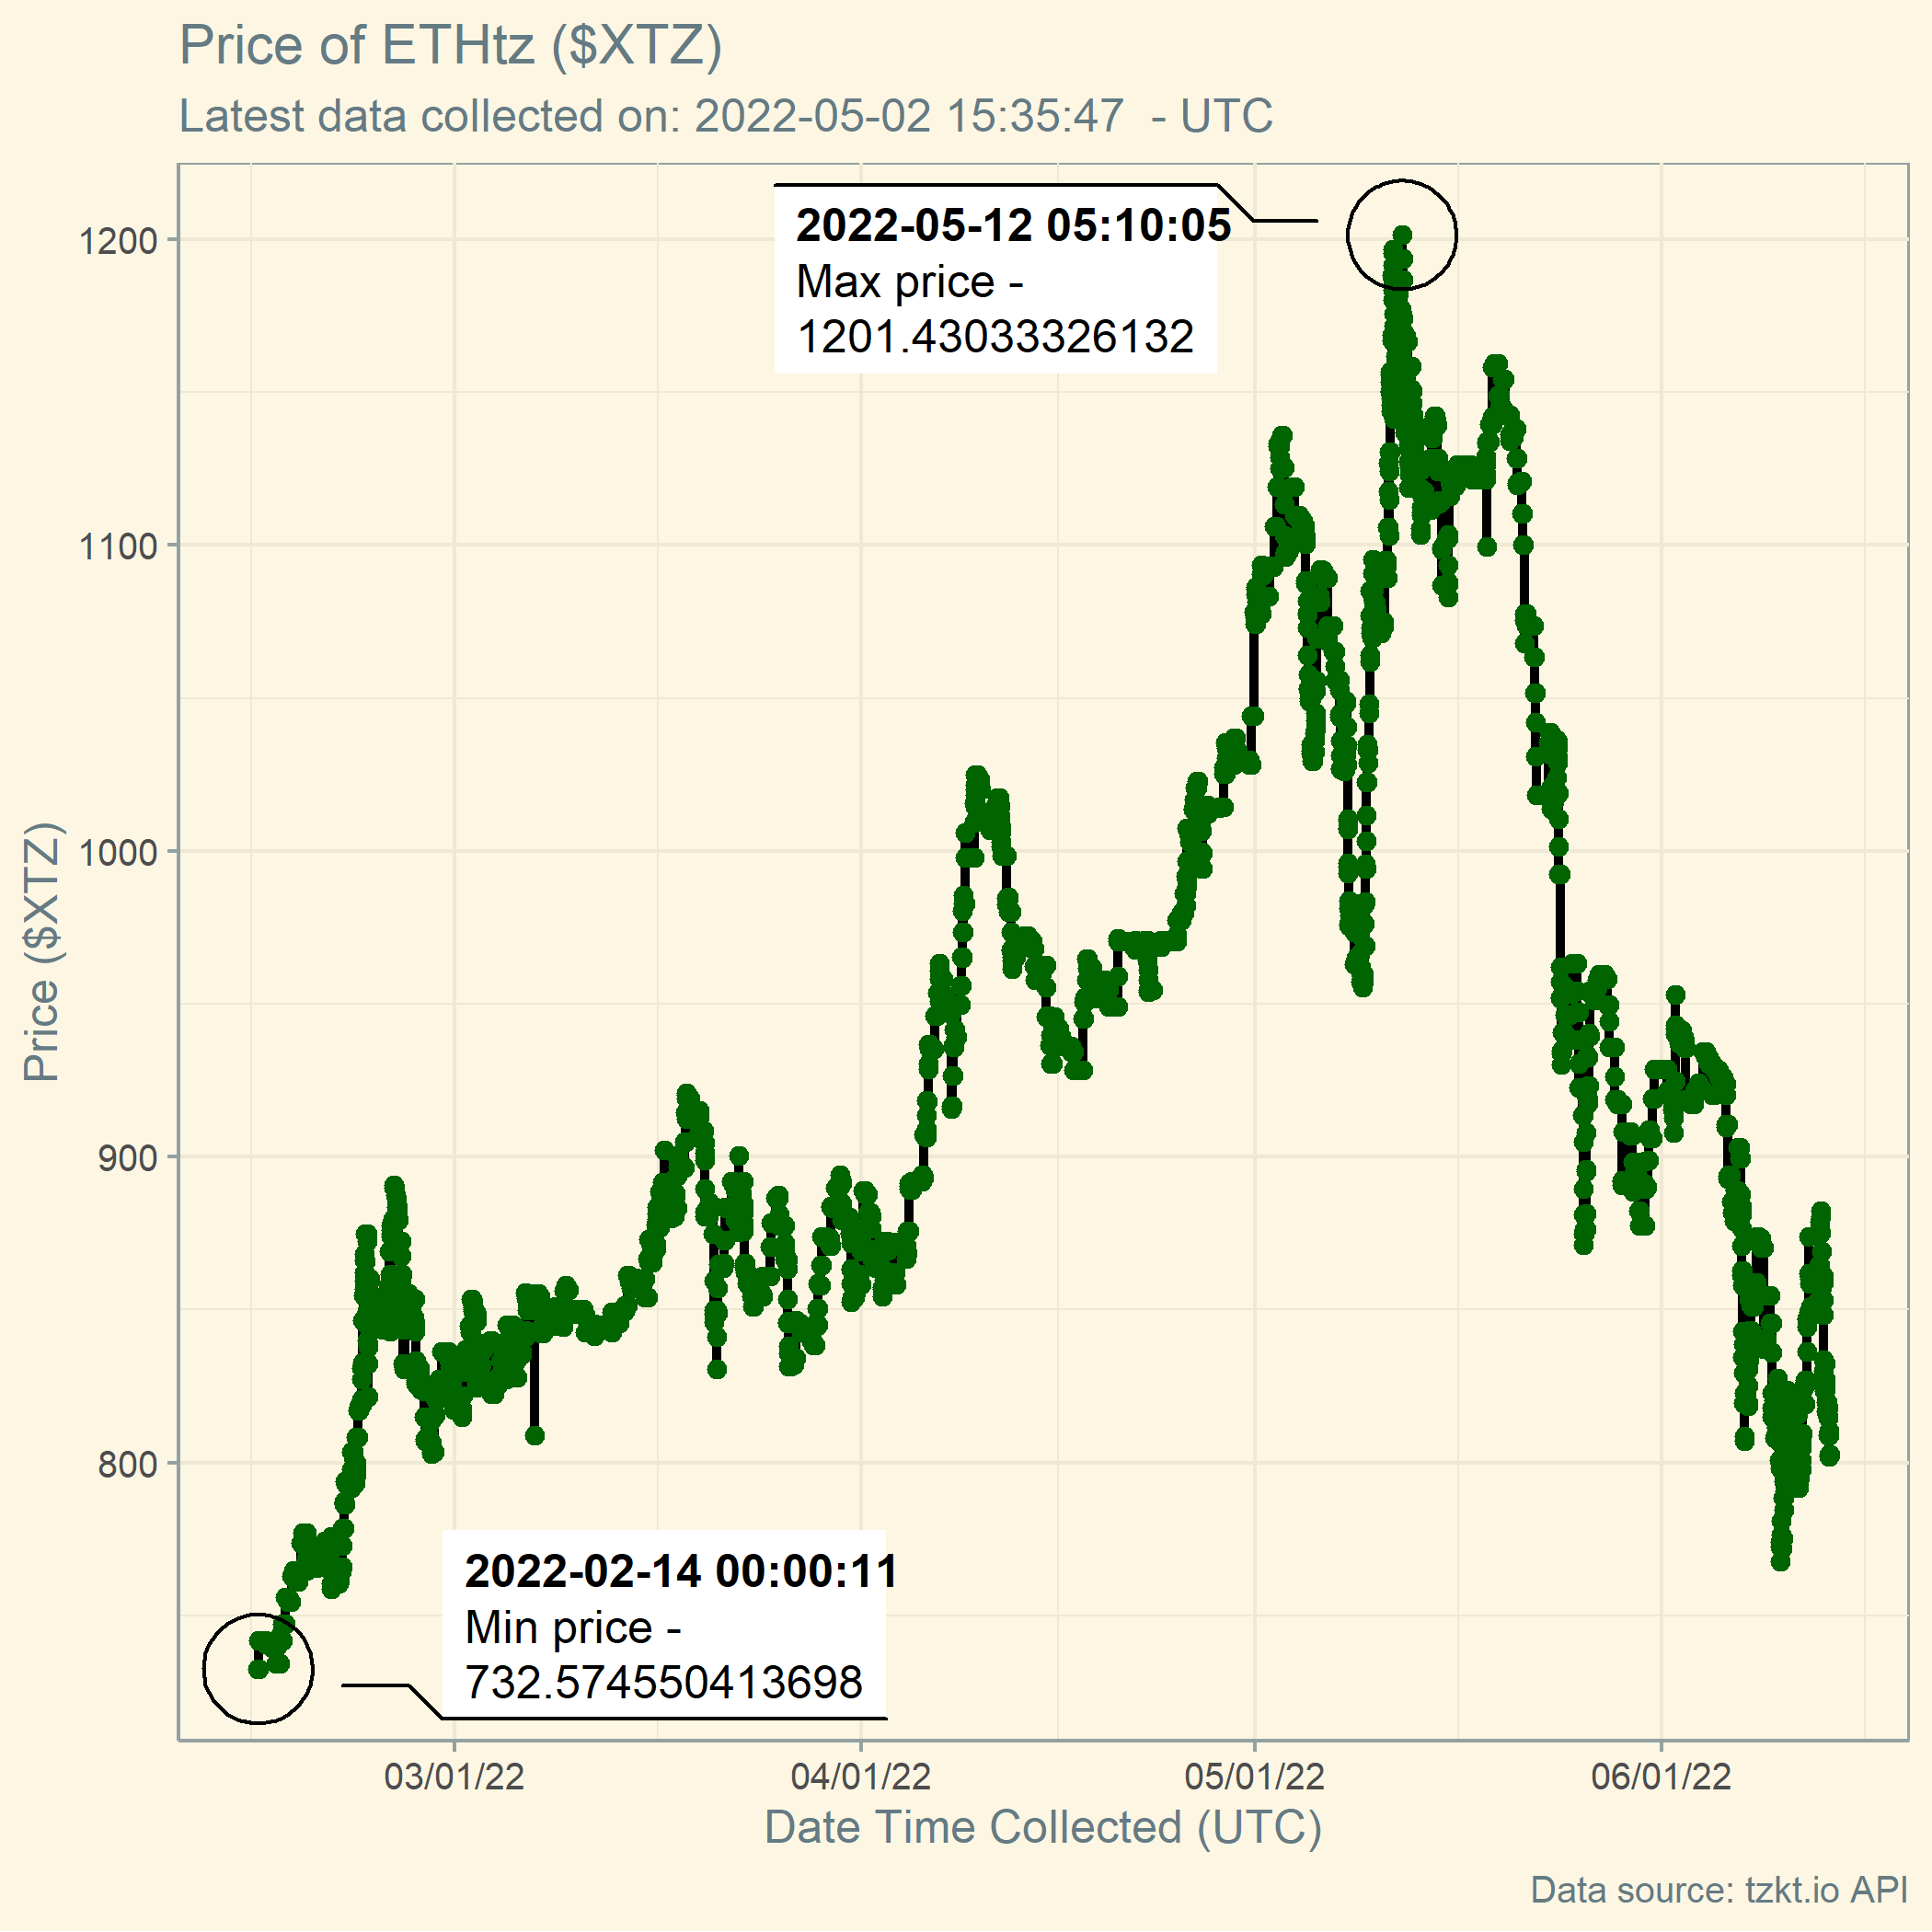 Price of ETHtz ($XTZ)
Latest data collected on: 2022-05-02 15:35:47  - UTC
2022-05-12 05:10:05
Max price -
1201.43033326132
1200
1100
1000
900
800
Price ($XTZ)
2022-02-14 00:00:11
Min price -
732.574550413698
03/01/22
04/01/22
05/01/22
06/01/22
Date Time Collected (UTC)
Data source: tzkt.io API